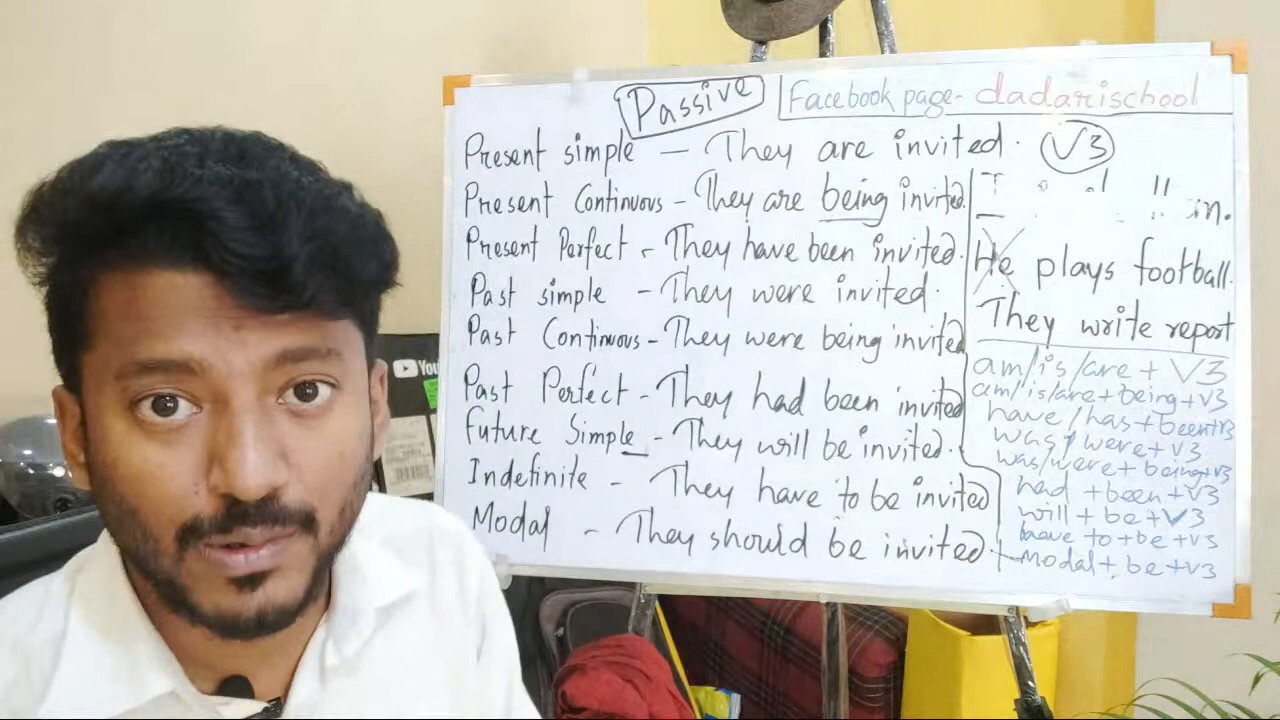 Passive
Facebook page- dadarischool
Present simple - They are invited. V3
Present Continuous - They are being invited
Present Perfect - They have been invited.
Past simple - They were invited.
Past Continuous - They were being invited
Past Perfect - They had been invited
Future Simple - They will be invited.
Indefinite - They have to be invited
Modal - They should be invited
in.
He plays football.
They write report
am/is/are + V3
am/is/are + being + v3
have/has + been + v3
was/were + v3
was/were + being + v3
had + been + v3
will + be + V3
have to + be + v3
Modal + be + v3
You